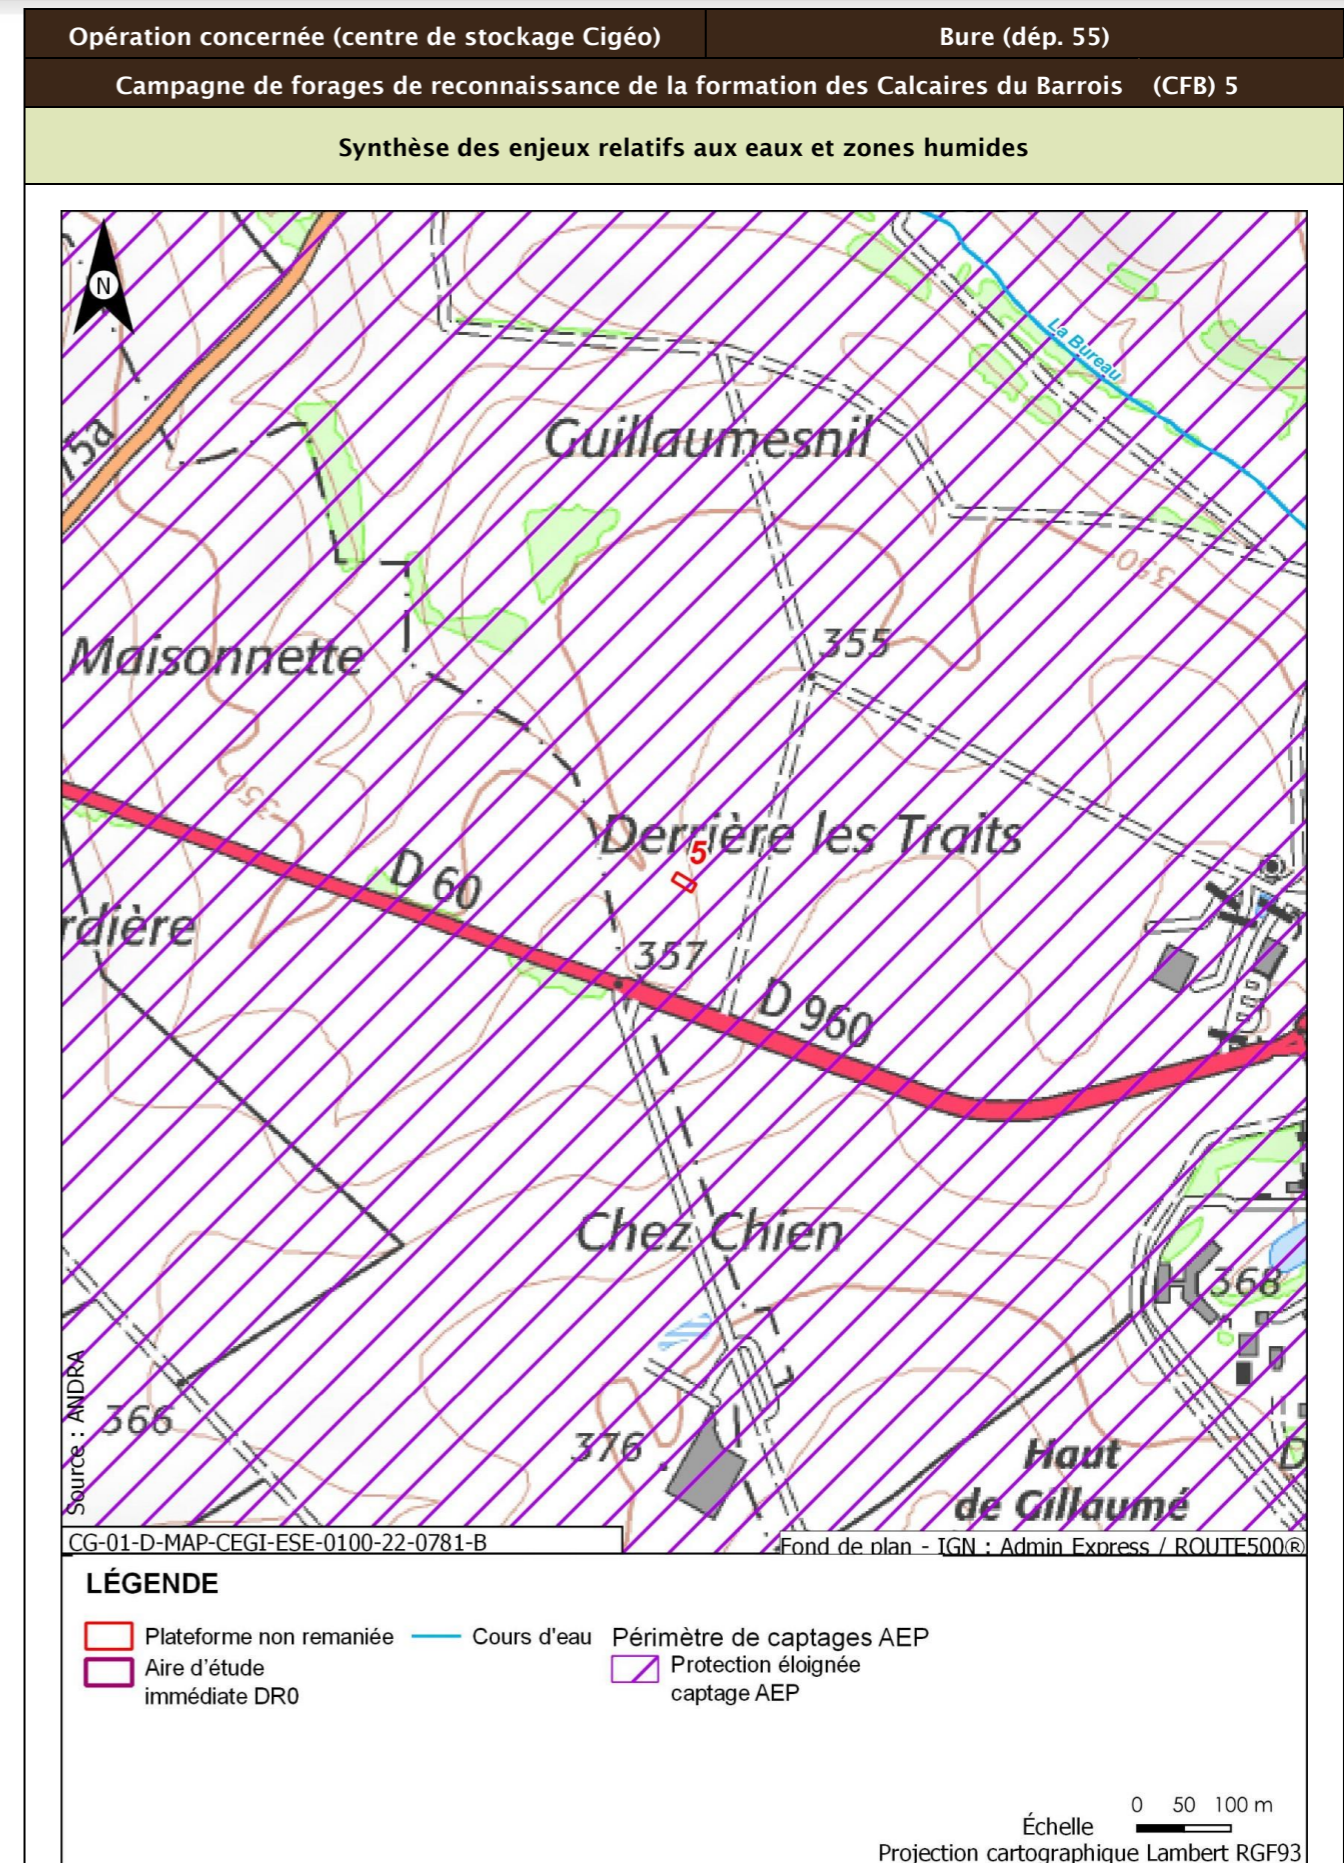 Opération concernée (centre de stockage Cigéo)
Bure (dép. 55)
Campagne de forages de reconnaissance de la formation des Calcaires du Barrois (CFB) 5
Synthèse des enjeux relatifs aux eaux et zones humides
N
La Bureau
15a
Guillaumesnil
350
355
Maisonnette
350
Derrière les Traits
5
D 60
rdière
357
D 960
Chez Chien
368
366
376
Haut
de Gillaumé
D
Source : ANDRA
CG-01-D-MAP-CEGI-ESE-0100-22-0781-B
Fond de plan - IGN : Admin Express / ROUTE500®
LÉGENDE
Plateforme non remaniée
Cours d'eau
Périmètre de captages AEP
Aire d'étude
immédiate DR0
Protection éloignée
captage AEP
0 50 100 m
Échelle
Projection cartographique Lambert RGF93